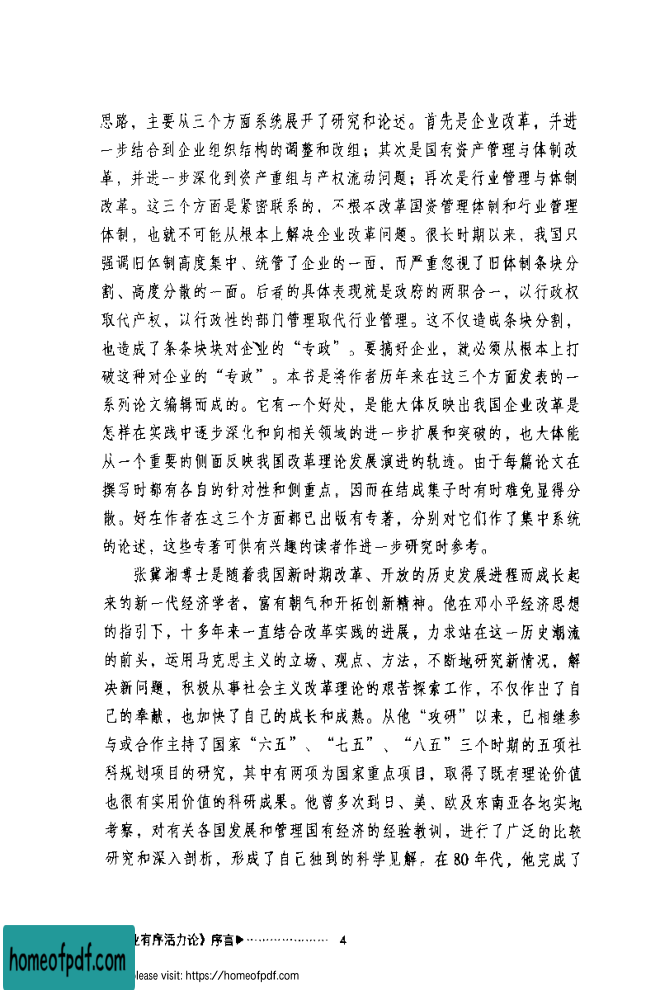 思路，主要从三个方面系统展开了研究和论述。首先是企业改革，并进
一步结合到企业组织结构的调整和改组；其次是国有资产管理与体制改
革，并进一步深化到资产重组与产权流动问题；再次是行业管理与体制
改革。这三个方面是紧密联系的，不根本改革国资管理体制和行业管理
体制，也就不可能从根本上解决企业改革问题。很长时期以来，我国只
强调旧体制高度集中、统管了企业的一面，而严重忽视了旧体制条块分
割、高度分散的一面。后者的具体表现就是政府的两职合一，以行政权
取代产权，以行政性的部门管理取代行业管理。这不仅造成条块分割，
也造成了条条块块对企业的“专政”。要搞好企业，就必须从根本上打
破这种对企业的“专政”。本书是将作者历年来在这三个方面发表的一
系列论文编辑而成的。它有一个好处，是能大体反映出我国企业改革是
怎样在实践中逐步深化和向相关领域的进一步扩展和突破的，也大体能
从一个重要的侧面反映我国改革理论发展演进的轨迹。由于每篇论文在
撰写时都有各自的针对性和侧重点，因而在结成集子时有时难免显得分
散。好在作者在这三个方面都已出版有专著，分别对它们作了集中系统
的论述，这些专著可供有兴趣的读者作进一步研究时参考。
张冀湘博士是随着我国新时期改革、开放的历史发展进程而成长起
来的新一代经济学者，富有朝气和开拓创新精神。他在邓小平经济思想
的指引下，十多年来一直结合改革实践的进展，力求站在这一历史潮流
的前头，运用马克思主义的立场、观点、方法，不断地研究新情况，解
决新问题，积极从事社会主义改革理论的艰苦探索工作，不仅作出了自
己的奉献，也加快了自己的成长和成熟。从他“攻研”以来，已相继参
与或合作主持了国家“六五”、“七五”、“八五”三个时期的五项社
科规划项目的研究，其中有两项为国家重点项目，取得了既有理论价值
也很有实用价值的科研成果。他曾多次到日、美、欧及东南亚各地实地
考察，对有关各国发展和管理国有经济的经验教训，进行了广泛的比较
研究和深入剖析，形成了自己独到的科学见解。在80年代，他完成了
业有序活力论》序言▶···················· 4
homeofpdf.com
lease visit: https://homeofpdf.com